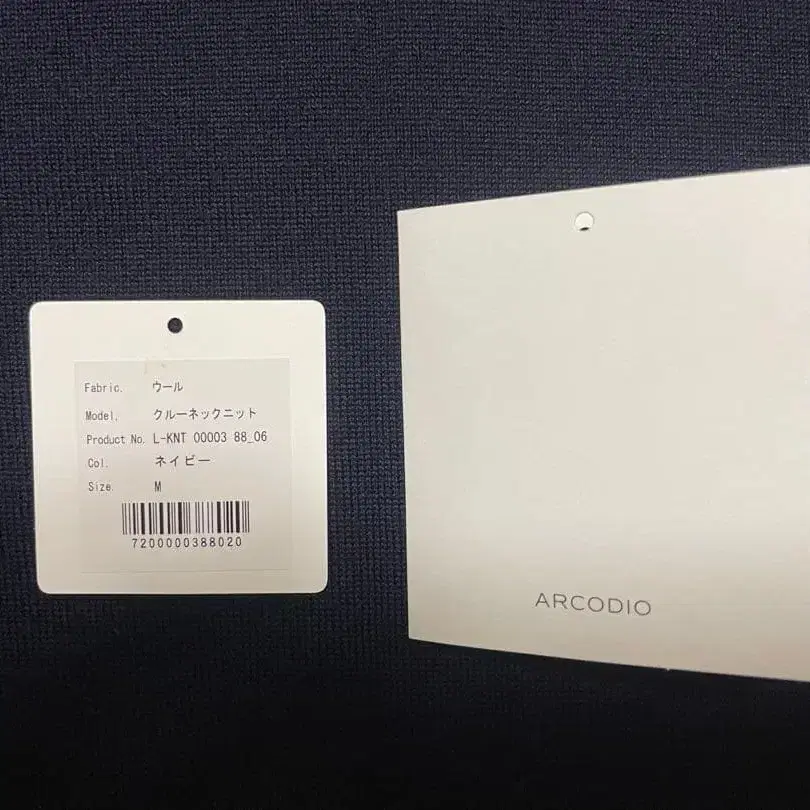 Fabric. ウール
Model. クルーネックニット
Product No. L-KNT 00003 88_06
Col. ネイビー
Size. M
7200000388020
ARCODIO